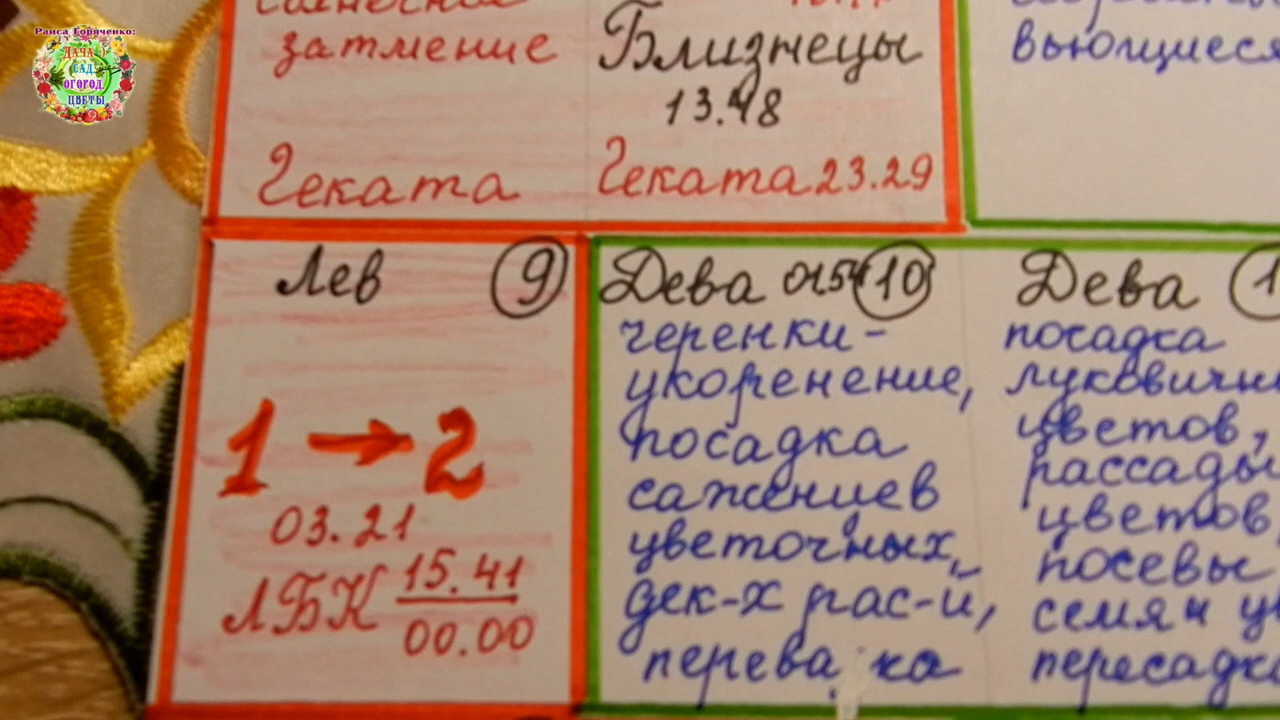 Раиса Горяченко:
ДАЧА,
САД,
ОГОРОД,
ЦВЕТЫ
затмение
Близнецы
13.48
Геката
Геката 23.29
вьющиеся
Лев 9
1 → 2
03.21
ЛБК 15.41
00.00
Дева 10
черенки-
укоренение,
посадка
саженцев
цветочных,
дек-х рас-й,
Дева 1
посадка
луковичн
цветов,
рассады
цветов,
посевы
семян цв
пересадк